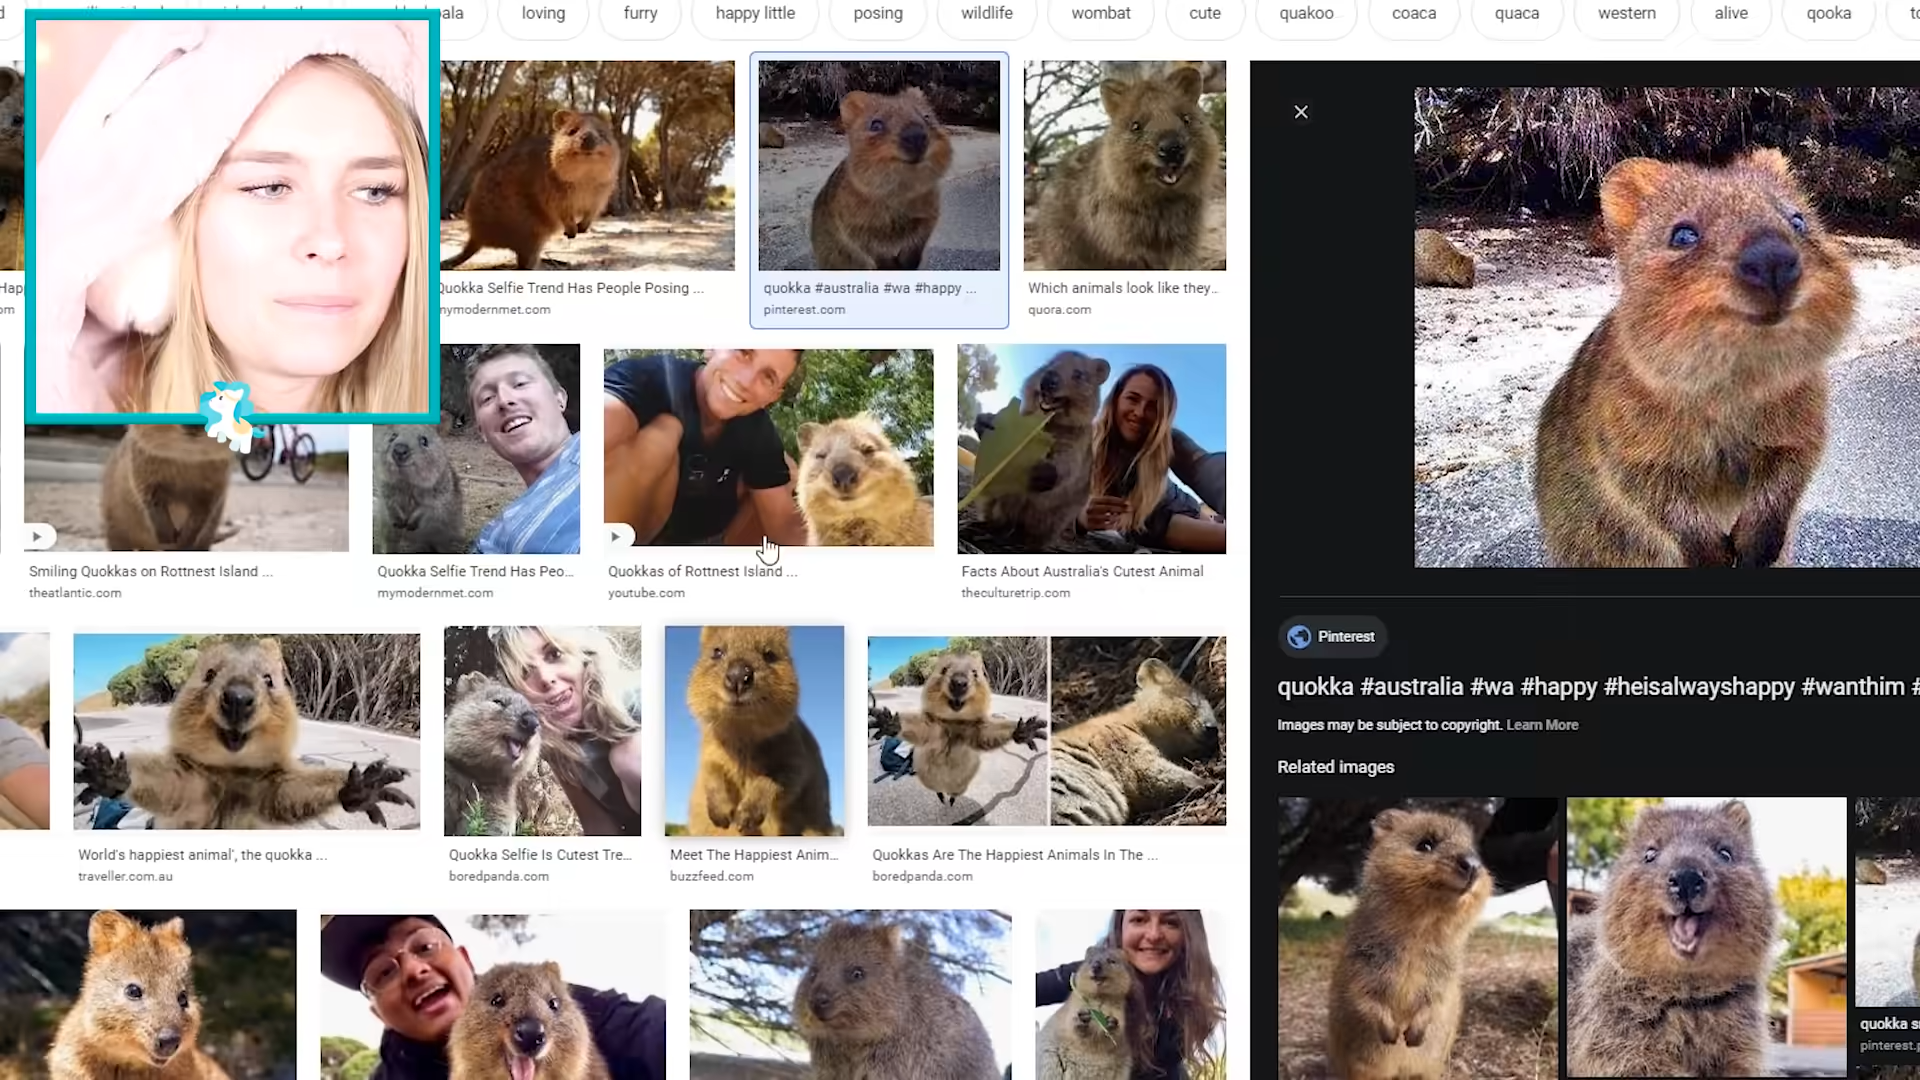 loving
furry
happy little
posing
wildlife
wombat
cute
quakoo
coaca
quaca
western
alive
qooka
Quokka Selfie Trend Has People Posing ...
mymodernmet.com
quokka #australia #wa #happy ...
pinterest.com
Which animals look like they...
quora.com
Smiling Quokkas on Rottnest Island ...
theatlantic.com
Quokka Selfie Trend Has Peo...
mymodernmet.com
Quokkas of Rottnest Island ...
youtube.com
Facts About Australia's Cutest Animal
theculturetrip.com
World's happiest animal', the quokka ...
traveller.com.au
Quokka Selfie Is Cutest Tre...
boredpanda.com
Meet The Happiest Anim...
buzzfeed.com
Quokkas Are The Happiest Animals In The ...
boredpanda.com
Pinterest
quokka #australia #wa #happy #heisalwayshappy #wanthim #
Images may be subject to copyright. Learn More
Related images
quokka s
pinterest.p